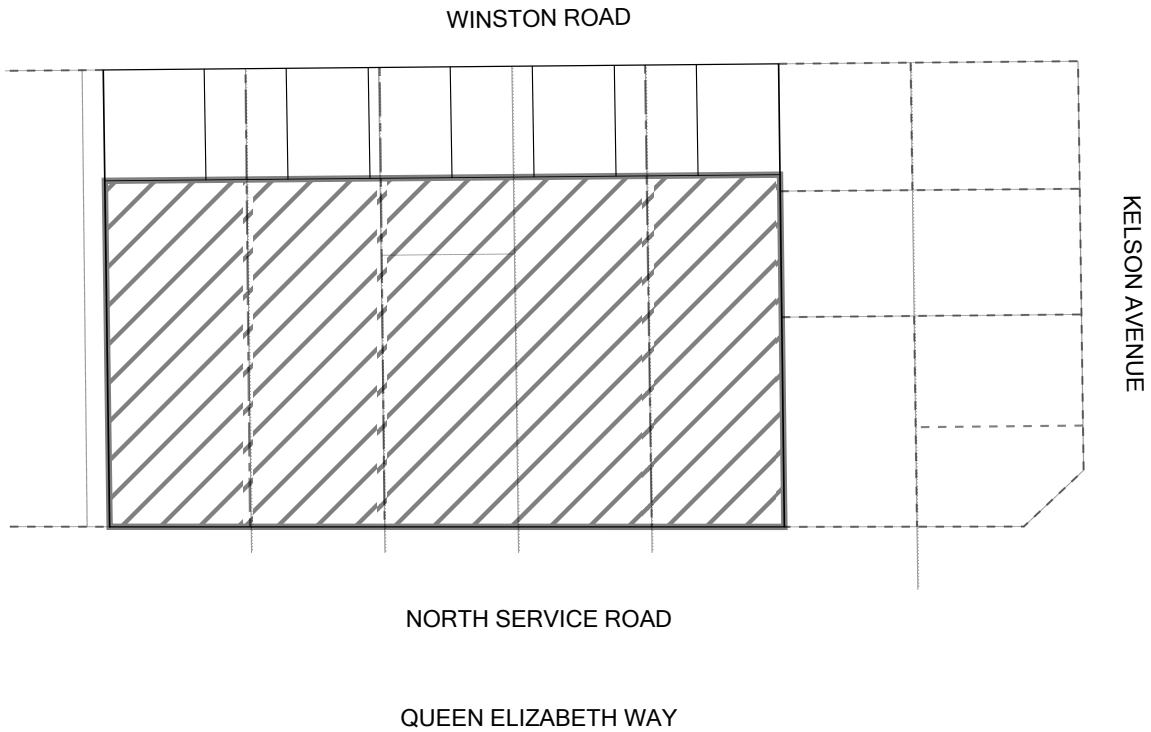 WINSTON ROAD
KELSON AVENUE
NORTH SERVICE ROAD
QUEEN ELIZABETH WAY